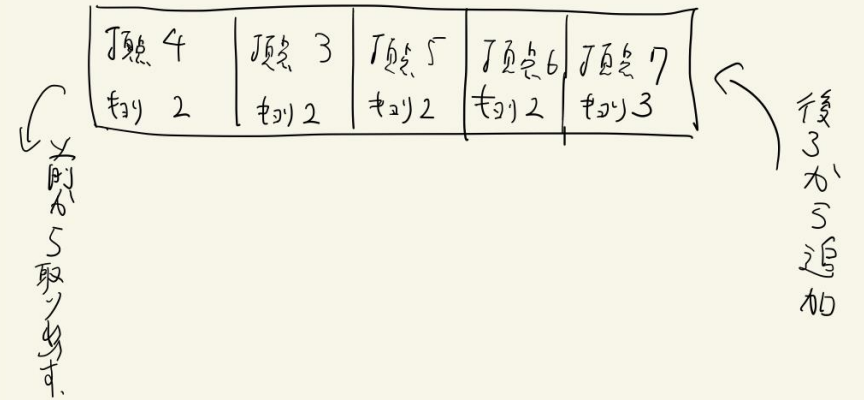 頂点 4
キョリ 2
頂点 3
キョリ 2
頂点 5
キョリ 2
頂点 6
キョリ 2
頂点 7
キョリ 3
前から取り出す.
後ろから追加